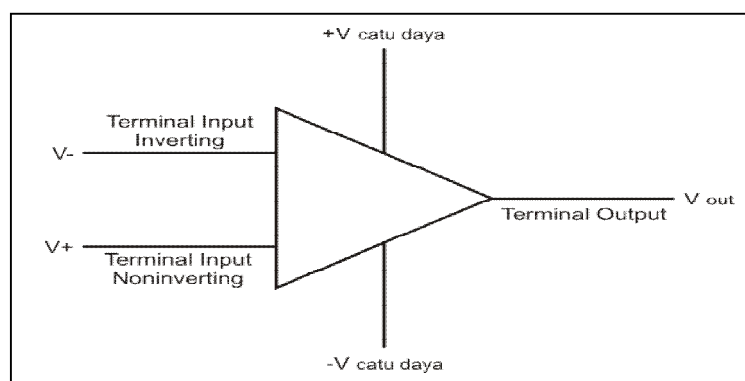 +V catu daya
Terminal Input
Inverting
V-
V out
Terminal Output
V+
Terminal Input
Noninverting
-V catu daya